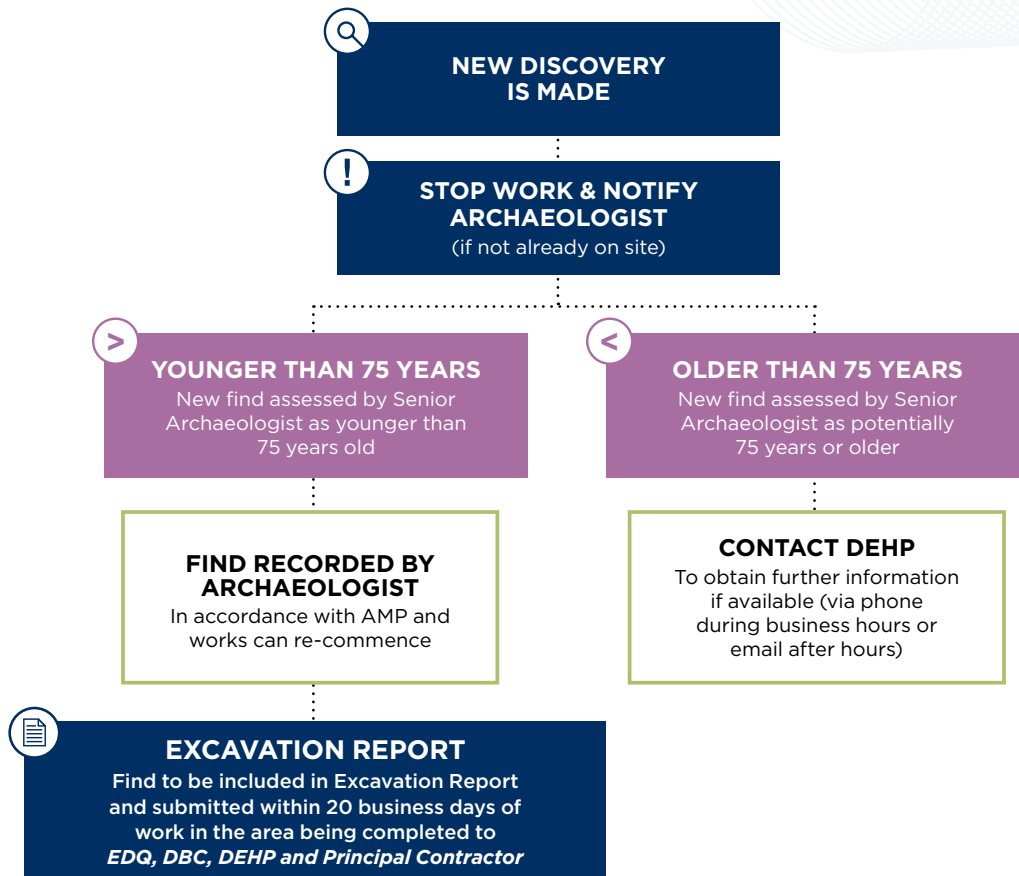 NEW DISCOVERY
IS MADE
!
STOP WORK & NOTIFY
ARCHAEOLOGIST
(if not already on site)
>
YOUNGER THAN 75 YEARS
New find assessed by Senior
Archaeologist as younger than
75 years old
<
OLDER THAN 75 YEARS
New find assessed by Senior
Archaeologist as potentially
75 years or older
FIND RECORDED BY
ARCHAEOLOGIST
In accordance with AMP and
works can re-commence
CONTACT DEHP
To obtain further information
if available (via phone
during business hours or
email after hours)
EXCAVATION REPORT
Find to be included in Excavation Report
and submitted within 20 business days of
work in the area being completed to
EDQ, DBC, DEHP and Principal Contractor